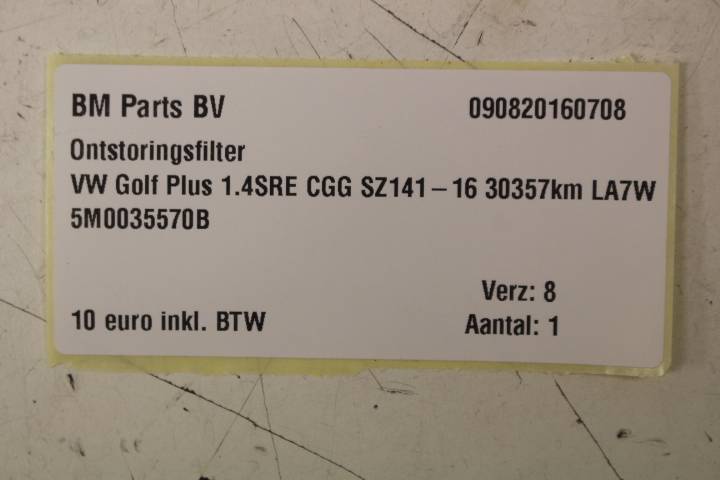 BM Parts BV 090820160708
Ontstoringsfilter
VW Golf Plus 1.4SRE CGG SZ141-16 30357km LA7W
5M0035570B
Verz: 8
10 euro inkl. BTW Aantal: 1